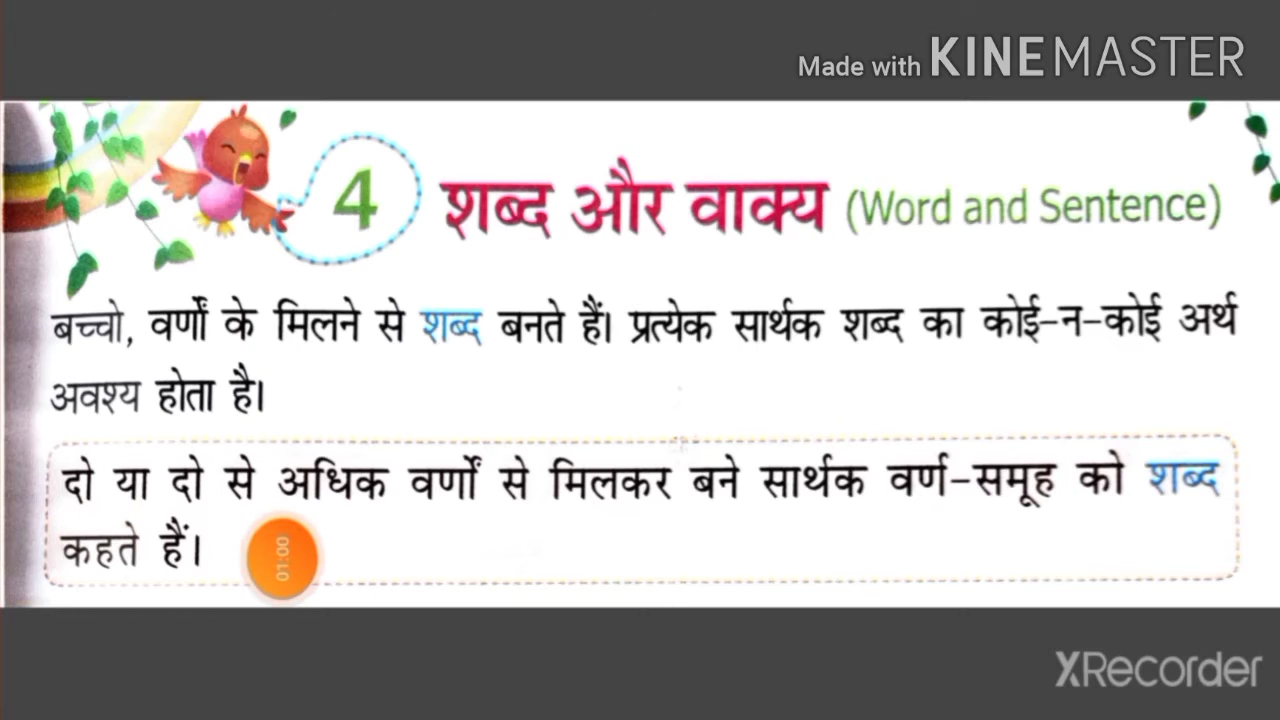 Made with KINEMASTER
4 शब्द और वाक्य (Word and Sentence)
बच्चो, वर्णों के मिलने से शब्द बनते हैं। प्रत्येक सार्थक शब्द का कोई-न-कोई अर्थ
अवश्य होता है।
दो या दो से अधिक वर्णों से मिलकर बने सार्थक वर्ण-समूह को शब्द
कहते हैं।
01:00
XRecorder